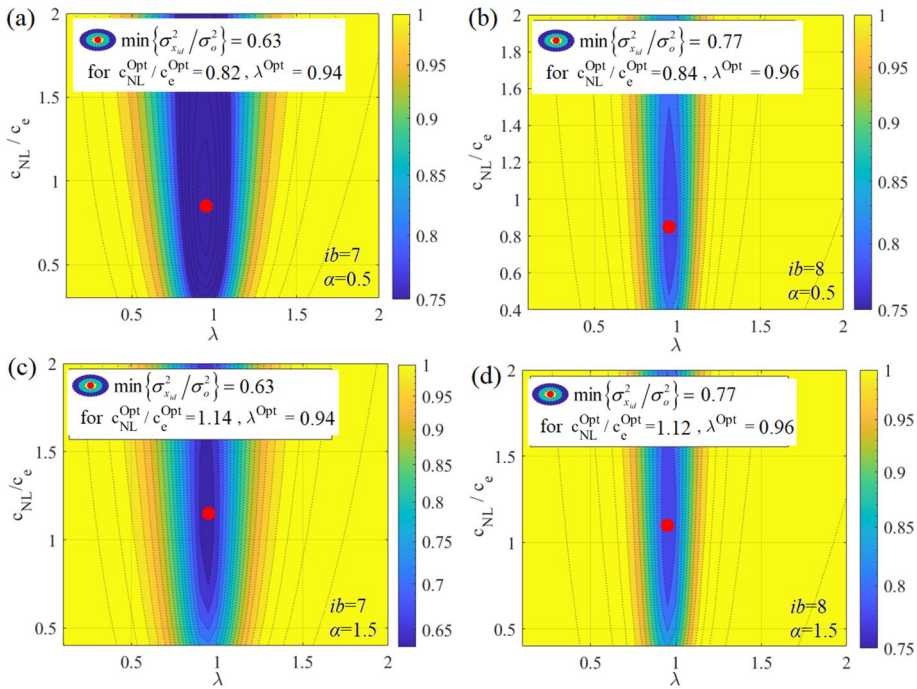 (a)
min{σ²ₓᵢd/σ²ₒ} = 0.63
for c_NL^Opt / c_e^Opt = 0.82 , λ^Opt = 0.94
2
1.5
1
0.5
c_NL / c_e
0.5
1
1.5
2
λ
ib=7
α=0.5
1
0.95
0.9
0.85
0.8
0.75
(b)
min{σ²ₓᵢd/σ²ₒ} = 0.77
for c_NL^Opt / c_e^Opt = 0.84 , λ^Opt = 0.96
2
1.8
1.6
1.4
1.2
1
0.8
0.6
0.4
c_NL / c_e
0.5
1
1.5
2
λ
ib=8
α=0.5
1
0.95
0.9
0.85
0.8
0.75
(c)
min{σ²ₓᵢd/σ²ₒ} = 0.63
for c_NL^Opt / c_e^Opt = 1.14 , λ^Opt = 0.94
2
1.5
1
0.5
c_NL/c_e
0.5
1
1.5
2
λ
ib=7
α=1.5
1
0.95
0.9
0.85
0.8
0.75
0.7
0.65
(d)
min{σ²ₓᵢd/σ²ₒ} = 0.77
for c_NL^Opt / c_e^Opt = 1.12 , λ^Opt = 0.96
2
1.5
1
0.5
c_NL / c_e
0.5
1
1.5
2
λ
ib=8
α=1.5
1
0.95
0.9
0.85
0.8
0.75